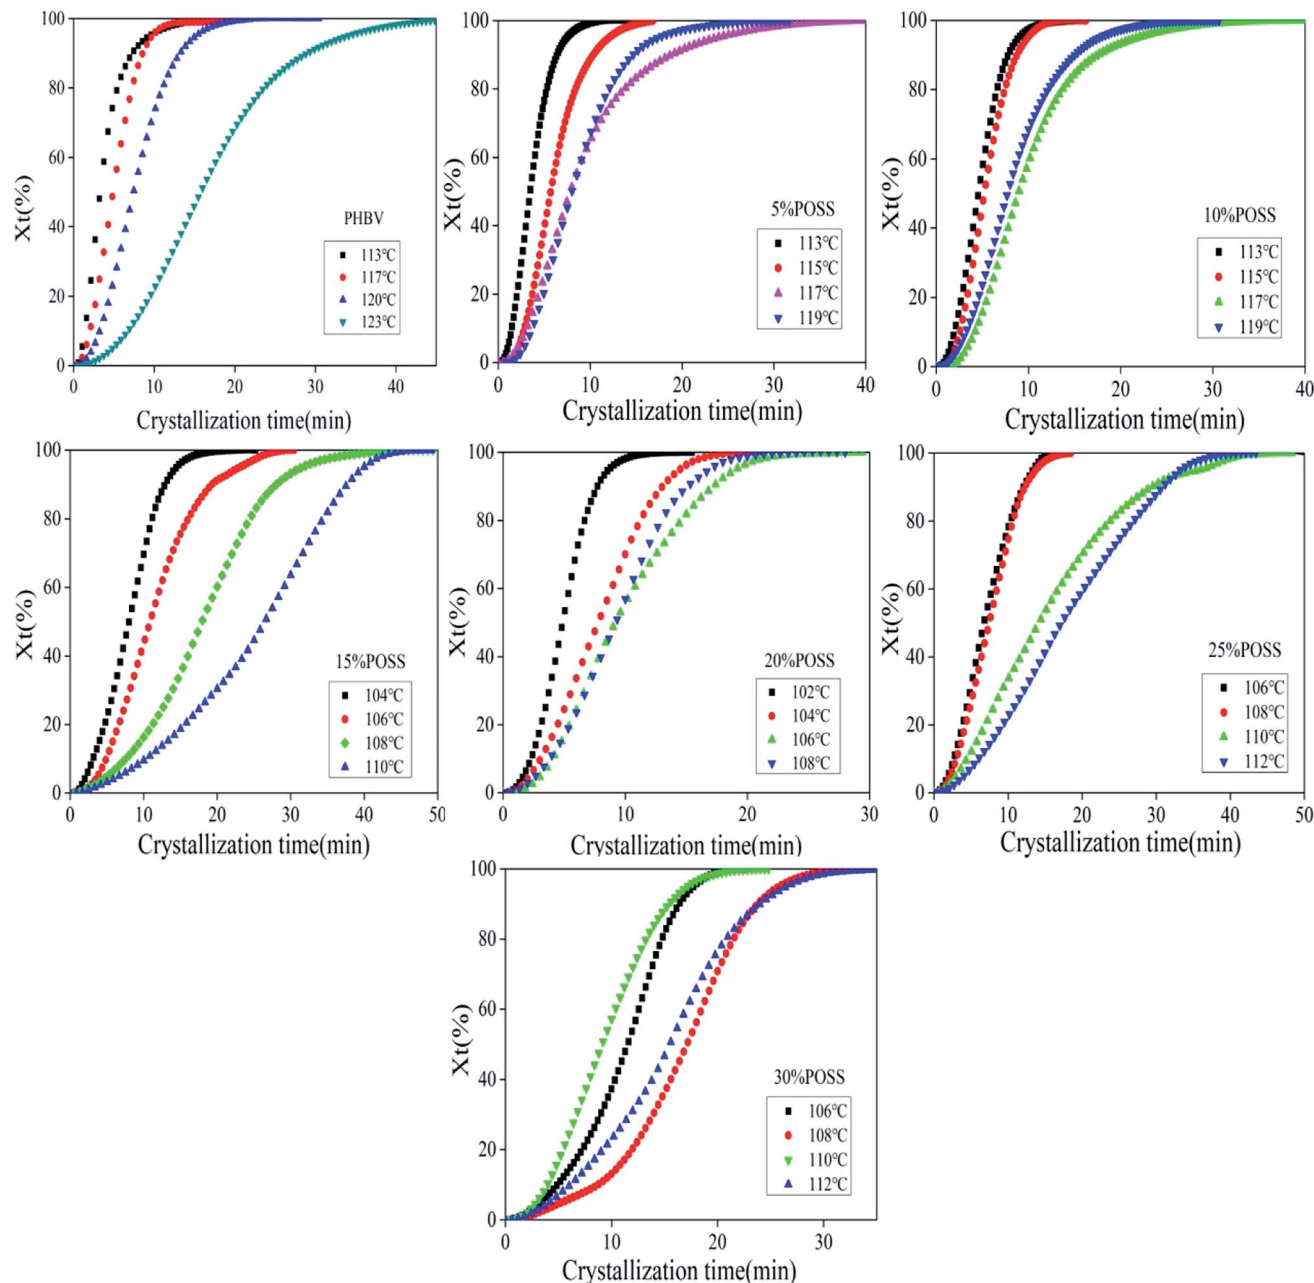 100
80
60
40
20
0
Xt(%)
PHBV
113℃
117℃
120℃
123℃
0 10 20 30 40
Crystallization time(min)
100
80
60
40
20
0
Xt(%)
5%POSS
113℃
115℃
117℃
119℃
0 10 20 30 40
Crystallization time(min)
100
80
60
40
20
0
Xt(%)
10%POSS
113℃
115℃
117℃
119℃
0 10 20 30 40
Crystallization time(min)
100
80
60
40
20
0
Xt(%)
15%POSS
104℃
106℃
108℃
110℃
0 10 20 30 40 50
Crystallization time(min)
100
80
60
40
20
0
Xt(%)
20%POSS
102℃
104℃
106℃
108℃
0 10 20 30
Crystallization time(min)
100
80
60
40
20
0
Xt(%)
25%POSS
106℃
108℃
110℃
112℃
0 10 20 30 40 50
Crystallization time(min)
100
80
60
40
20
0
Xt(%)
30%POSS
106℃
108℃
110℃
112℃
0 10 20 30
Crystallization time(min)